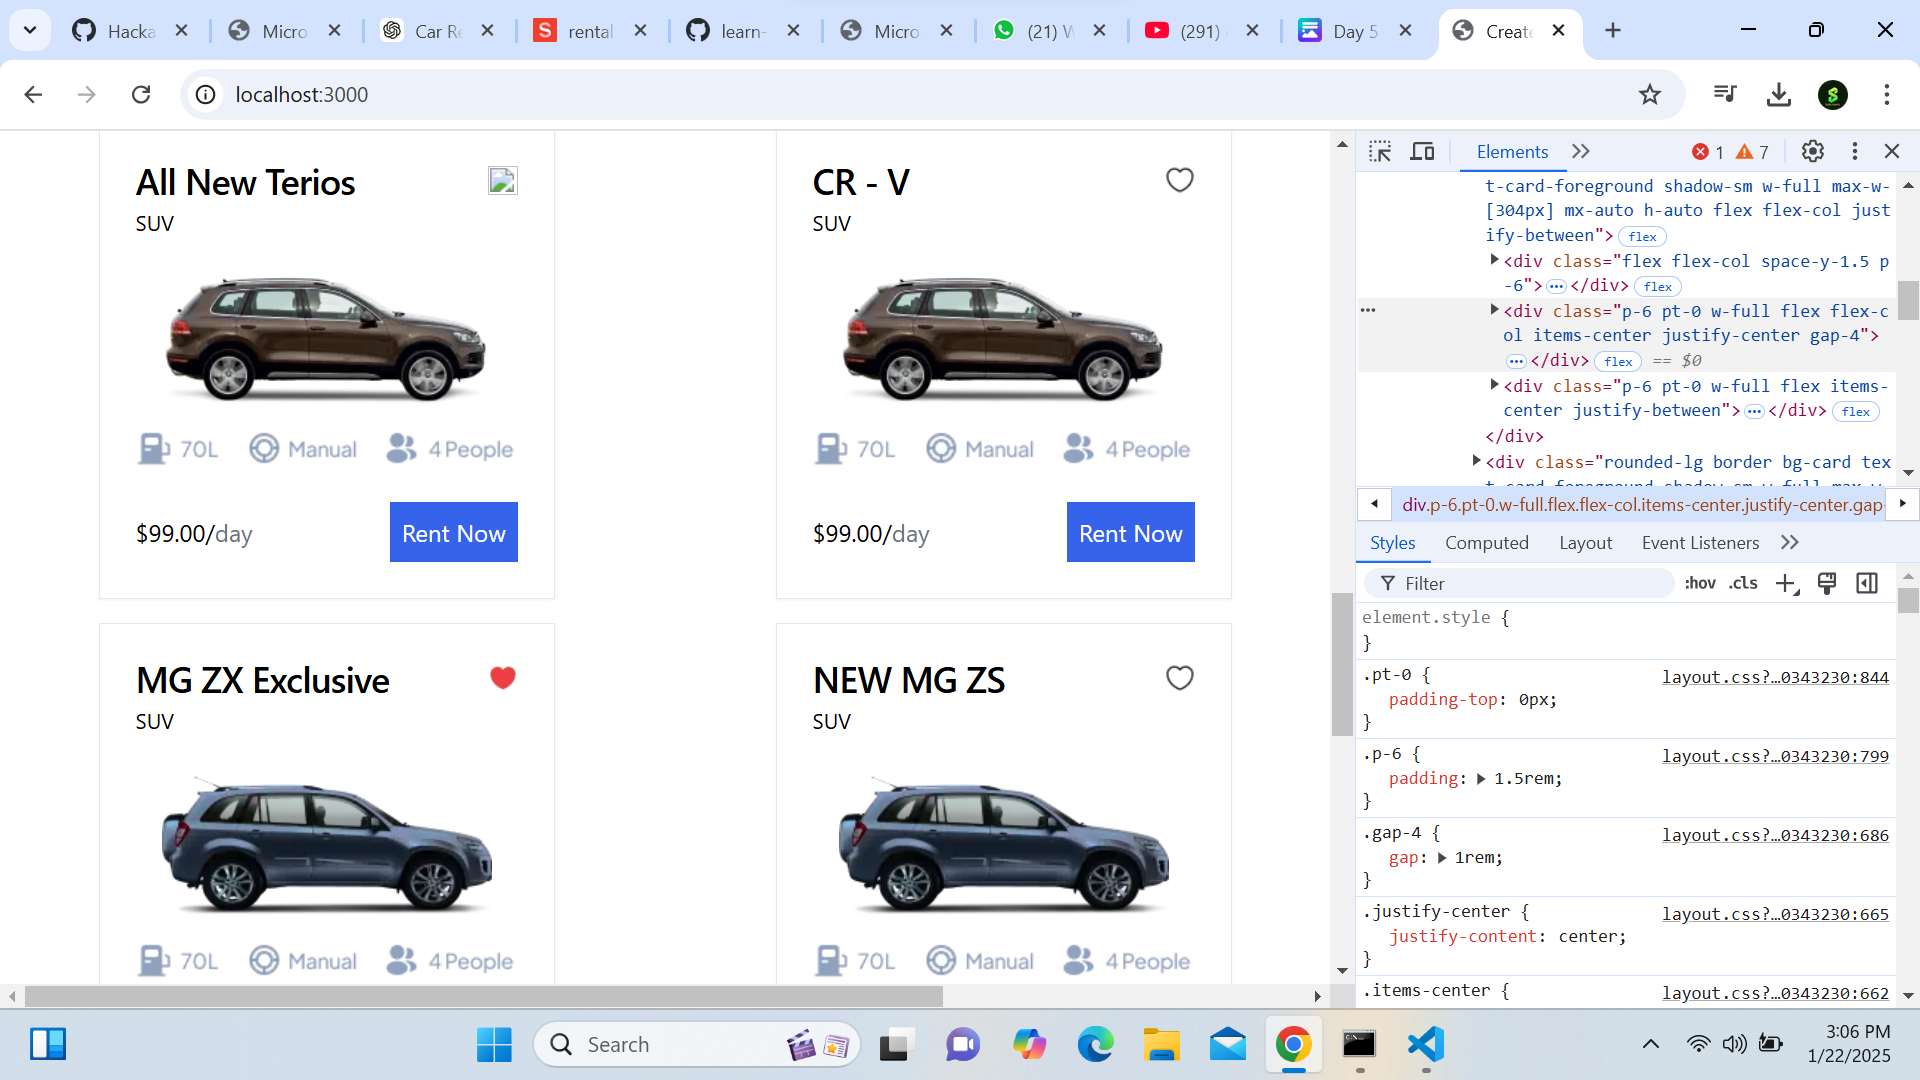 Hacka
Micro
Car Re
rental
learn-
Micro
(21) W
(291)
Day 5
Create
localhost:3000
All New Terios
SUV
70L
Manual
4 People
$99.00/day
Rent Now
CR - V
SUV
70L
Manual
4 People
$99.00/day
Rent Now
MG ZX Exclusive
SUV
70L
Manual
4 People
NEW MG ZS
SUV
70L
Manual
4 People
Elements
1
7
t-card-foreground shadow-sm w-full max-w-
[304px] mx-auto h-auto flex flex-col just
ify-between"> flex
<div class="flex flex-col space-y-1.5 p
-6"> ••• </div> flex
<div class="p-6 pt-0 w-full flex flex-c
ol items-center justify-center gap-4">
••• </div> flex == $0
<div class="p-6 pt-0 w-full flex items-
center justify-between"> ••• </div> flex
</div>
<div class="rounded-lg border bg-card tex
div.p-6.pt-0.w-full.flex.flex-col.items-center.justify-center.gap-
Styles
Computed
Layout
Event Listeners
Filter
:hov
.cls
element.style {
}
.pt-0 {
layout.css?…0343230:844
padding-top: 0px;
}
.p-6 {
layout.css?…0343230:799
padding: 1.5rem;
}
.gap-4 {
layout.css?…0343230:686
gap: 1rem;
}
.justify-center {
layout.css?…0343230:665
justify-content: center;
}
.items-center {
layout.css?…0343230:662
Search
3:06 PM
1/22/2025